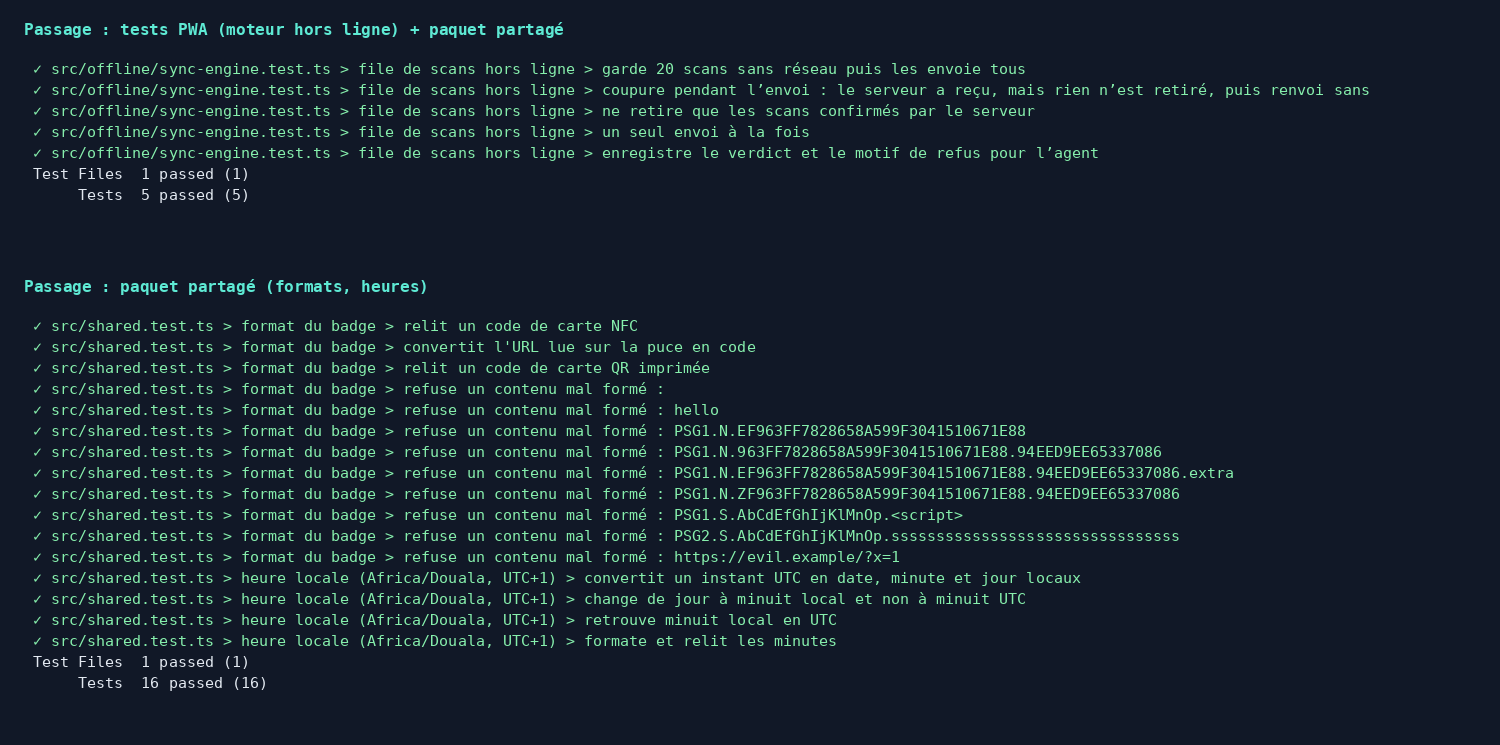 Passage : tests PWA (moteur hors ligne) + paquet partagé
✓ src/offline/sync-engine.test.ts > file de scans hors ligne > garde 20 scans sans réseau puis les envoie tous
✓ src/offline/sync-engine.test.ts > file de scans hors ligne > coupure pendant l’envoi : le serveur a reçu, mais rien n’est retiré, puis renvoi sans
✓ src/offline/sync-engine.test.ts > file de scans hors ligne > ne retire que les scans confirmés par le serveur
✓ src/offline/sync-engine.test.ts > file de scans hors ligne > un seul envoi à la fois
✓ src/offline/sync-engine.test.ts > file de scans hors ligne > enregistre le verdict et le motif de refus pour l’agent
Test Files  1 passed (1)
Tests  5 passed (5)
Passage : paquet partagé (formats, heures)
✓ src/shared.test.ts > format du badge > relit un code de carte NFC
✓ src/shared.test.ts > format du badge > convertit l'URL lue sur la puce en code
✓ src/shared.test.ts > format du badge > relit un code de carte QR imprimée
✓ src/shared.test.ts > format du badge > refuse un contenu mal formé :
✓ src/shared.test.ts > format du badge > refuse un contenu mal formé : hello
✓ src/shared.test.ts > format du badge > refuse un contenu mal formé : PSG1.N.EF963FF7828658A599F3041510671E88
✓ src/shared.test.ts > format du badge > refuse un contenu mal formé : PSG1.N.963FF7828658A599F3041510671E88.94EED9EE65337086
✓ src/shared.test.ts > format du badge > refuse un contenu mal formé : PSG1.N.EF963FF7828658A599F3041510671E88.94EED9EE65337086.extra
✓ src/shared.test.ts > format du badge > refuse un contenu mal formé : PSG1.N.ZF963FF7828658A599F3041510671E88.94EED9EE65337086
✓ src/shared.test.ts > format du badge > refuse un contenu mal formé : PSG1.S.AbCdEfGhIjKlMnOp.<script>
✓ src/shared.test.ts > format du badge > refuse un contenu mal formé : PSG2.S.AbCdEfGhIjKlMnOp.ssssssssssssssssssssssssssssssss
✓ src/shared.test.ts > format du badge > refuse un contenu mal formé : https://evil.example/?x=1
✓ src/shared.test.ts > heure locale (Africa/Douala, UTC+1) > convertit un instant UTC en date, minute et jour locaux
✓ src/shared.test.ts > heure locale (Africa/Douala, UTC+1) > change de jour à minuit local et non à minuit UTC
✓ src/shared.test.ts > heure locale (Africa/Douala, UTC+1) > retrouve minuit local en UTC
✓ src/shared.test.ts > heure locale (Africa/Douala, UTC+1) > formate et relit les minutes
Test Files  1 passed (1)
Tests  16 passed (16)